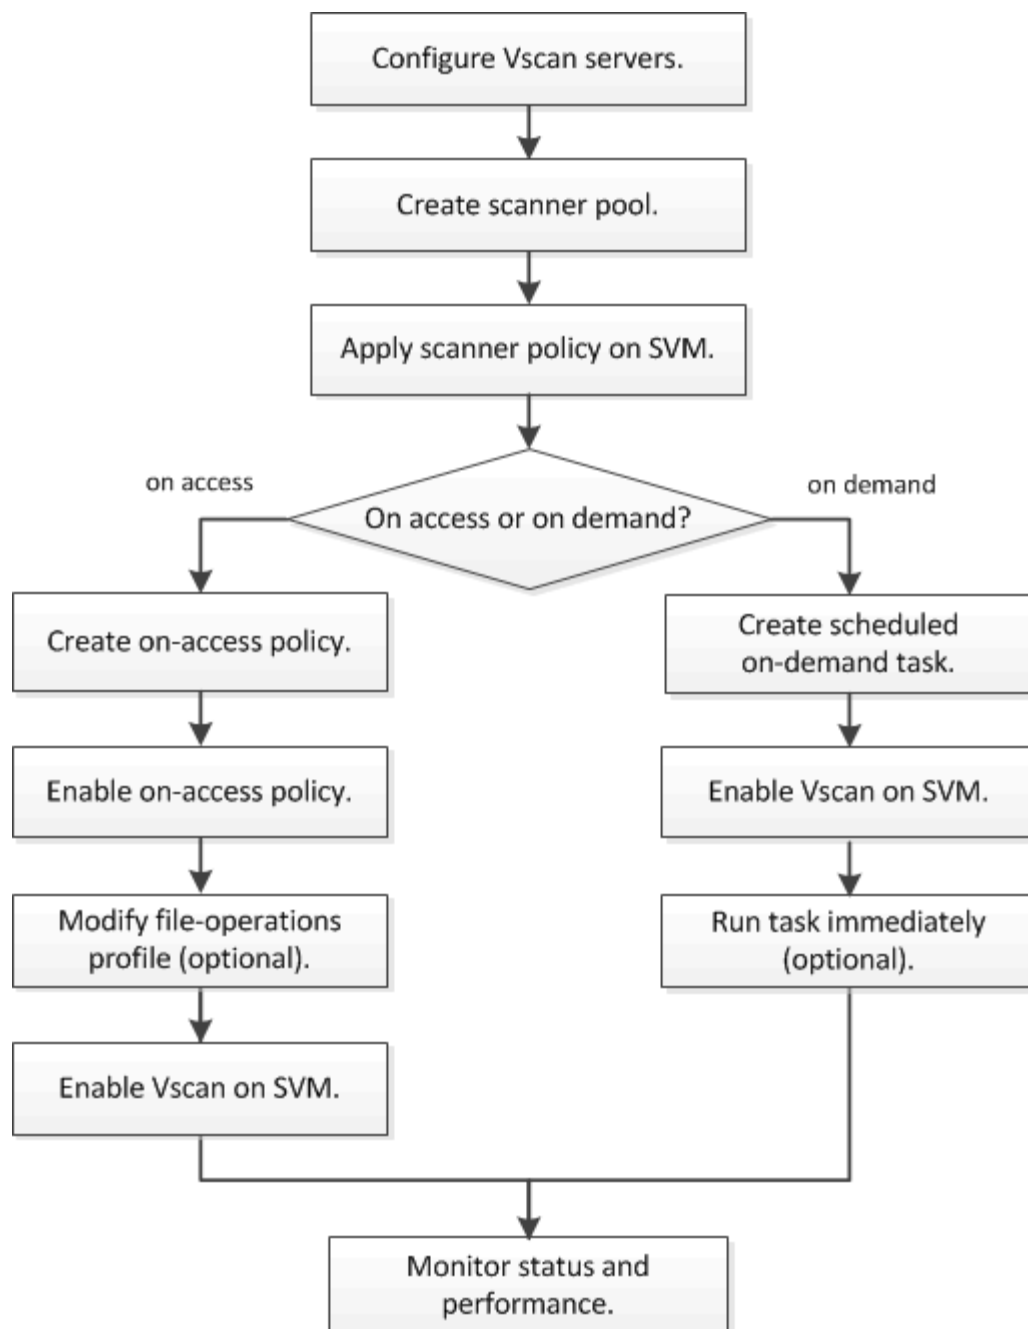 Configure Vscan servers.
Create scanner pool.
Apply scanner policy on SVM.
on access
on demand
On access or on demand?
Create on-access policy.
Enable on-access policy.
Modify file-operations
profile (optional).
Enable Vscan on SVM.
Create scheduled
on-demand task.
Enable Vscan on SVM.
Run task immediately
(optional).
Monitor status and
performance.